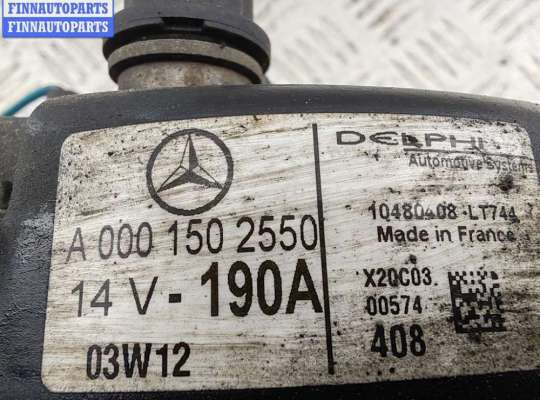 FINNAUTOPARTS
FINNAUTOPARTS
DELPHI
Automotive Systems
A 000 150 2550
14 V - 190A
03W12
10480408 LT744
Made in France
X20C03
00574
408